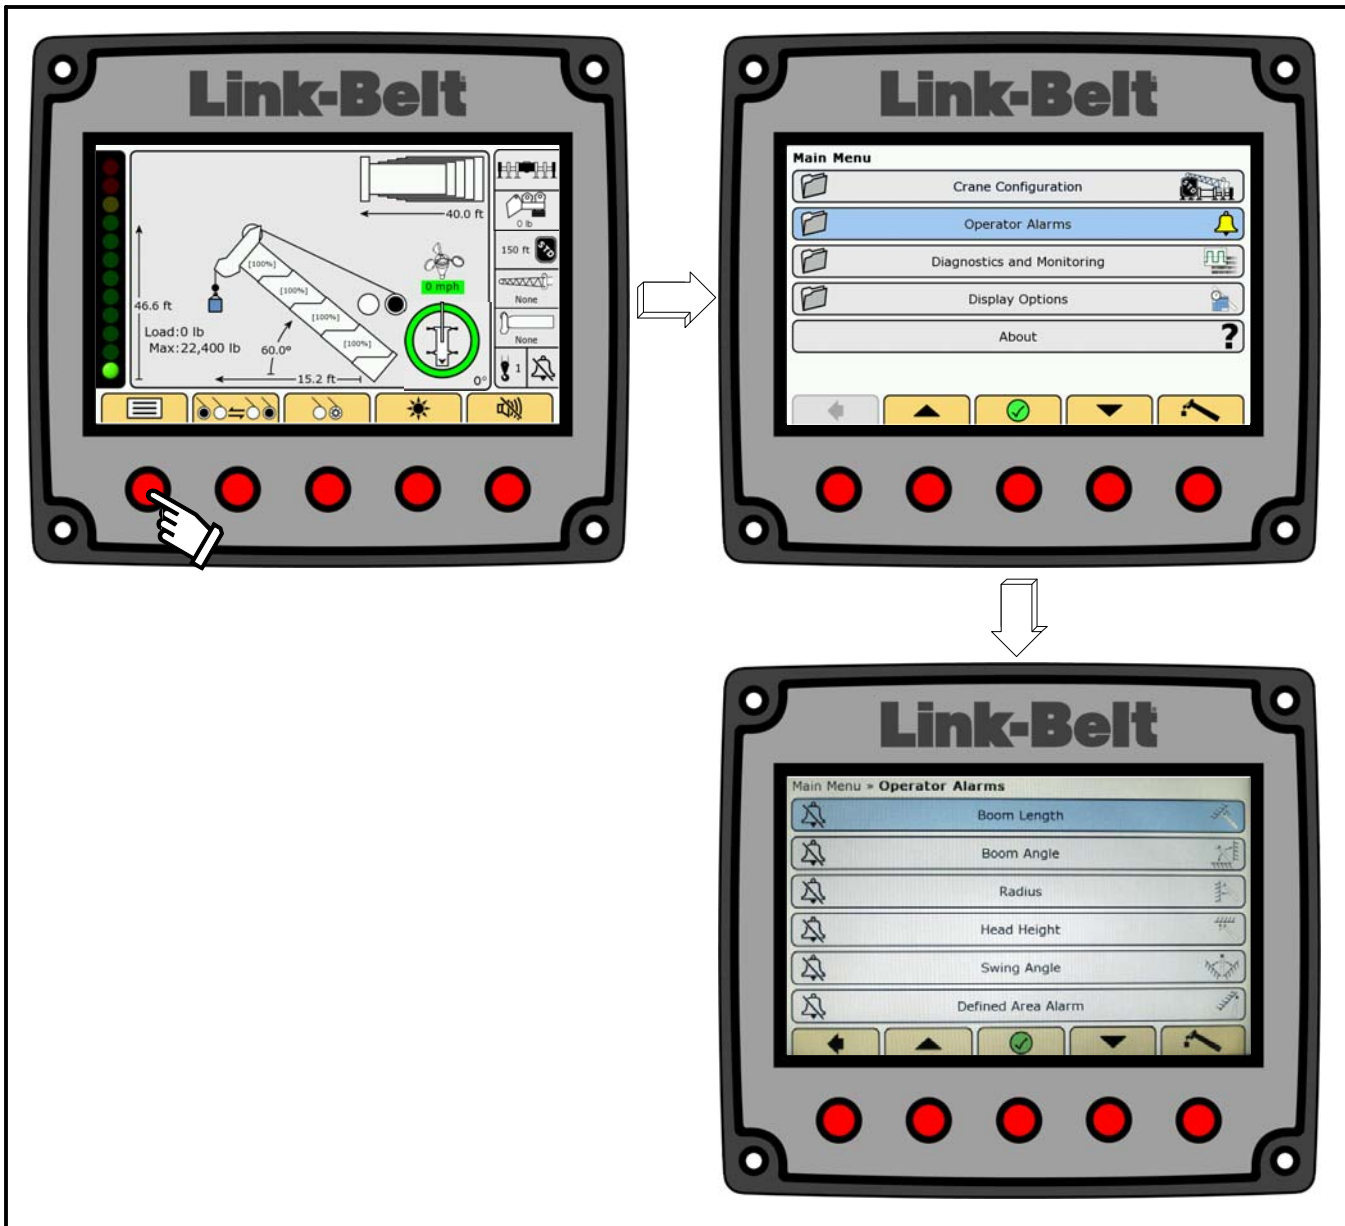 Link-Belt
40.0 ft
0 lb
150 ft STD
[100%]
[100%]
[100%]
[100%]
0 mph
None
46.6 ft
Load:0 lb
Max:22,400 lb
60.0°
None
15.2 ft
0°
1
Link-Belt
Main Menu
Crane Configuration
Operator Alarms
Diagnostics and Monitoring
Display Options
About
?
Link-Belt
Main Menu » Operator Alarms
Boom Length
Boom Angle
Radius
Head Height
Swing Angle
Defined Area Alarm